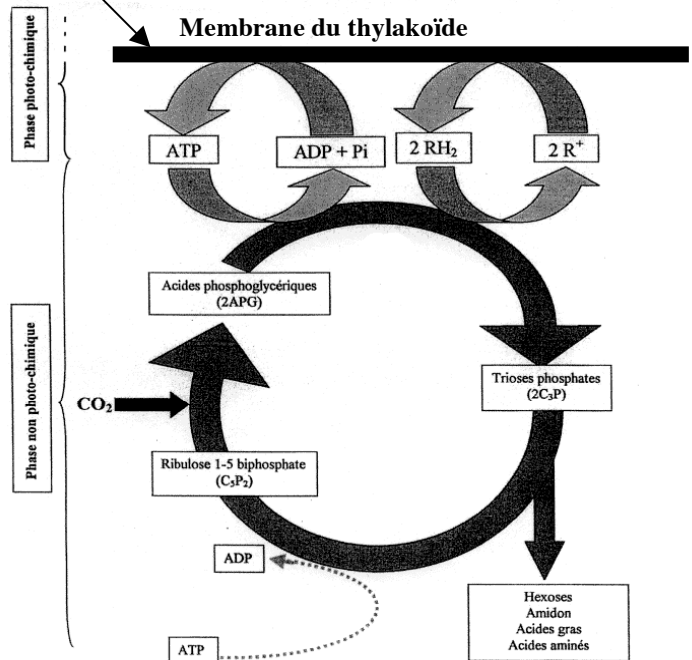 Membrane du thylakoïde
Phase photo-chimique
ATP
ADP + Pi
2 RH₂
2 R⁺
Acides phosphoglycériques
(2APG)
Trioses phosphates
(2C₃P)
Phase non photo-chimique
CO₂
Ribulose 1-5 biphosphate
(C₅P₂)
ADP
ATP
Hexoses
Amidon
Acides gras
Acides aminés